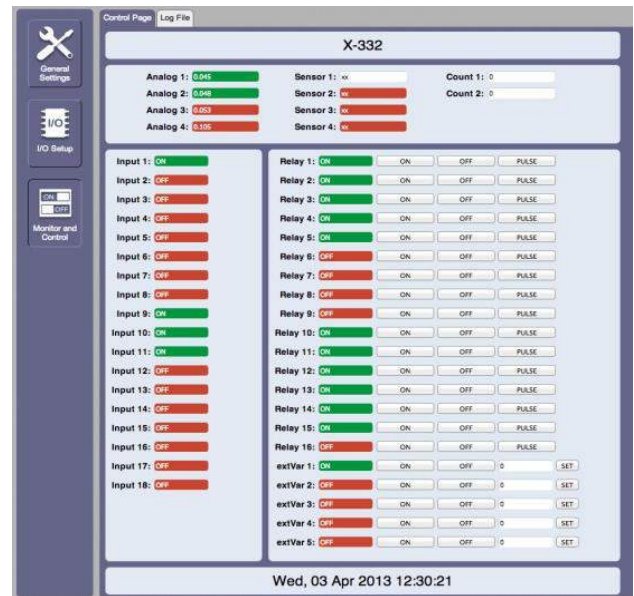 Control Page Log File
X-332
General
Settings
I/O
I/O Setup
ON
OFF
Monitor and
Control
Analog 1: 0.045 Sensor 1: xx Count 1: 0
Analog 2: 0.048 Sensor 2: xx Count 2: 0
Analog 3: 0.053 Sensor 3: xx
Analog 4: 0.105 Sensor 4: xx
Input 1: ON
Input 2: OFF
Input 3: OFF
Input 4: OFF
Input 5: OFF
Input 6: OFF
Input 7: OFF
Input 8: OFF
Input 9: ON
Input 10: ON
Input 11: ON
Input 12: OFF
Input 13: OFF
Input 14: OFF
Input 15: OFF
Input 16: OFF
Input 17: OFF
Input 18: OFF
Relay 1: ON ON OFF PULSE
Relay 2: ON ON OFF PULSE
Relay 3: ON ON OFF PULSE
Relay 4: ON ON OFF PULSE
Relay 5: ON ON OFF PULSE
Relay 6: OFF ON OFF PULSE
Relay 7: OFF ON OFF PULSE
Relay 8: OFF ON OFF PULSE
Relay 9: OFF ON OFF PULSE
Relay 10: ON ON OFF PULSE
Relay 11: ON ON OFF PULSE
Relay 12: ON ON OFF PULSE
Relay 13: ON ON OFF PULSE
Relay 14: ON ON OFF PULSE
Relay 15: ON ON OFF PULSE
Relay 16: OFF ON OFF PULSE
extVar 1: ON ON OFF 0 SET
extVar 2: OFF ON OFF 0 SET
extVar 3: OFF ON OFF 0 SET
extVar 4: OFF ON OFF 0 SET
extVar 5: OFF ON OFF 0 SET
Wed, 03 Apr 2013 12:30:21